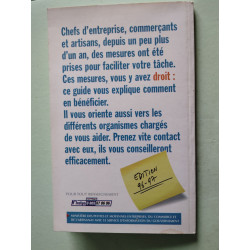 Chefs d'entreprise, commerçants
et artisans, depuis un peu plus
d'un an, des mesures ont été
prises pour faciliter votre tâche.
Ces mesures, vous y avez droit :
ce guide vous explique comment
en bénéficier.
Il vous oriente aussi vers les
différents organismes chargés
de vous aider. Prenez vite contact
avec eux, ils vous conseilleront
efficacement.
EDITION
96-97